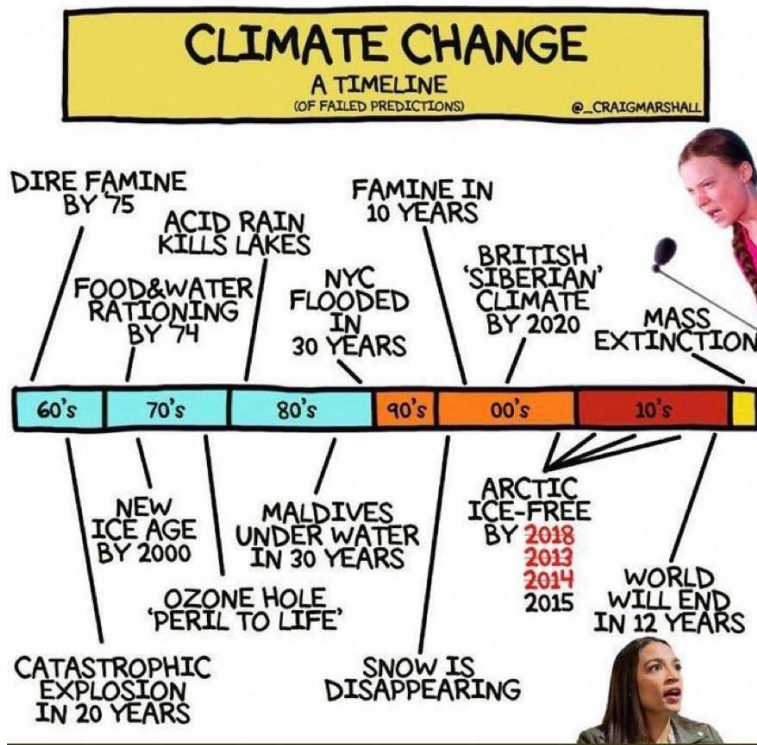 CLIMATE CHANGE
A TIMELINE
(OF FAILED PREDICTIONS)
@_CRAIGMARSHALL
DIRE FAMINE
BY '75
ACID RAIN
KILLS LAKES
FAMINE IN
10 YEARS
FOOD&WATER
RATIONING
BY '74
NYC
FLOODED
IN
30 YEARS
BRITISH
'SIBERIAN'
CLIMATE
BY 2020
MASS
EXTINCTION
60's
70's
80's
90's
00's
10's
NEW
ICE AGE
BY 2000
MALDIVES
UNDER WATER
IN 30 YEARS
ARCTIC
ICE-FREE
BY 2018
2013
2014
2015
OZONE HOLE
'PERIL TO LIFE'
WORLD
WILL END
IN 12 YEARS
CATASTROPHIC
EXPLOSION
IN 20 YEARS
SNOW IS
DISAPPEARING